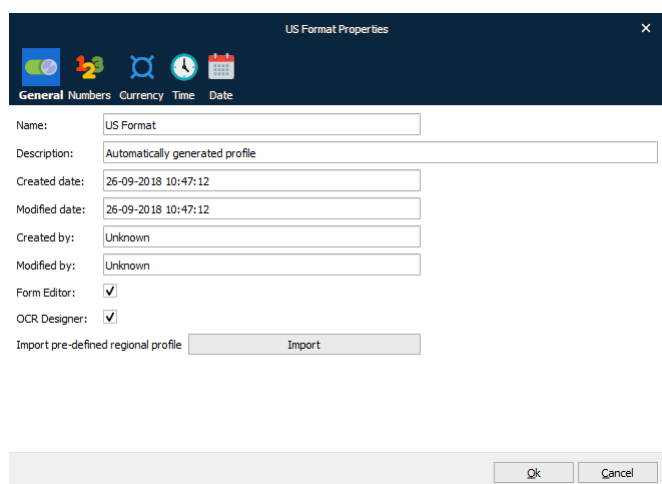 US Format Properties
General Numbers Currency Time Date
Name: US Format
Description: Automatically generated profile
Created date: 26-09-2018 10:47:12
Modified date: 26-09-2018 10:47:12
Created by: Unknown
Modified by: Unknown
Form Editor:
OCR Designer:
Import pre-defined regional profile Import
Ok Cancel